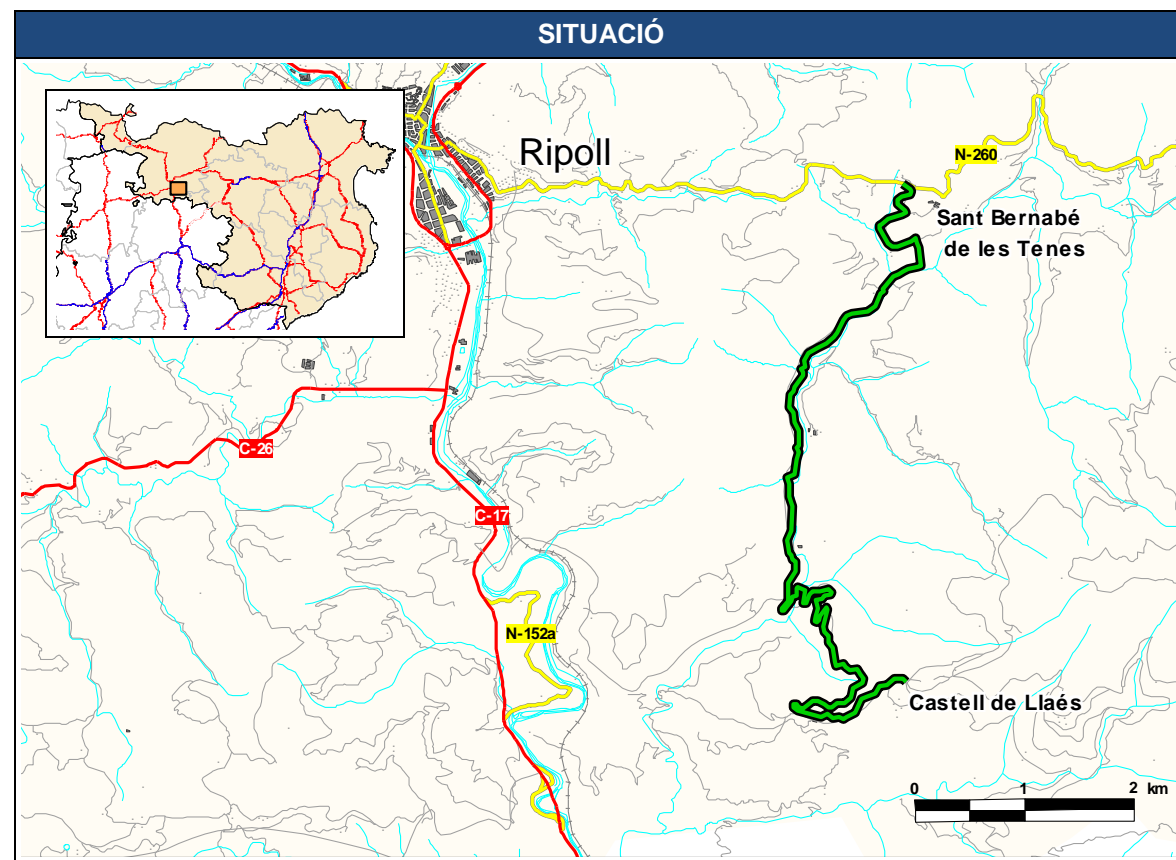 SITUACIÓ
Ripoll
N-260
Sant Bernabé
de les Tenes
C-26
C-17
N-152a
Castell de Llaés
0 1 2 km